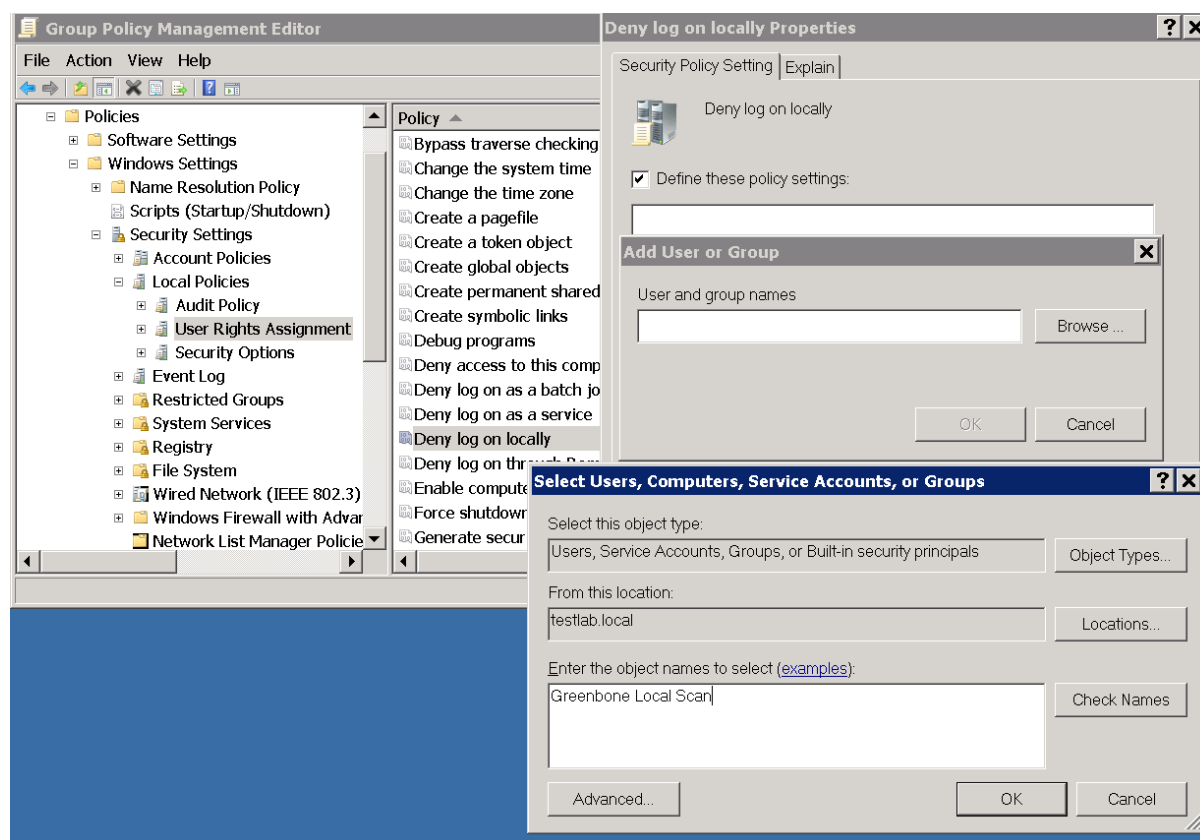 Group Policy Management Editor
File Action View Help
Policies
Software Settings
Windows Settings
Name Resolution Policy
Scripts (Startup/Shutdown)
Security Settings
Account Policies
Local Policies
Audit Policy
User Rights Assignment
Security Options
Event Log
Restricted Groups
System Services
Registry
File System
Wired Network (IEEE 802.3)
Windows Firewall with Advar
Network List Manager Policie
Policy
Bypass traverse checking
Change the system time
Change the time zone
Create a pagefile
Create a token object
Create global objects
Create permanent shared
Create symbolic links
Debug programs
Deny access to this comp
Deny log on as a batch jo
Deny log on as a service
Deny log on locally
Deny log on
Enable compute
Force shutdown
Generate secur
Deny log on locally Properties
Security Policy Setting Explain
Deny log on locally
Define these policy settings:
Add User or Group
User and group names
Browse ...
OK Cancel
Select Users, Computers, Service Accounts, or Groups
Select this object type:
Users, Service Accounts, Groups, or Built-in security principals
Object Types...
From this location:
testlab.local
Locations...
Enter the object names to select (examples):
Greenbone Local Scan
Check Names
Advanced... OK Cancel